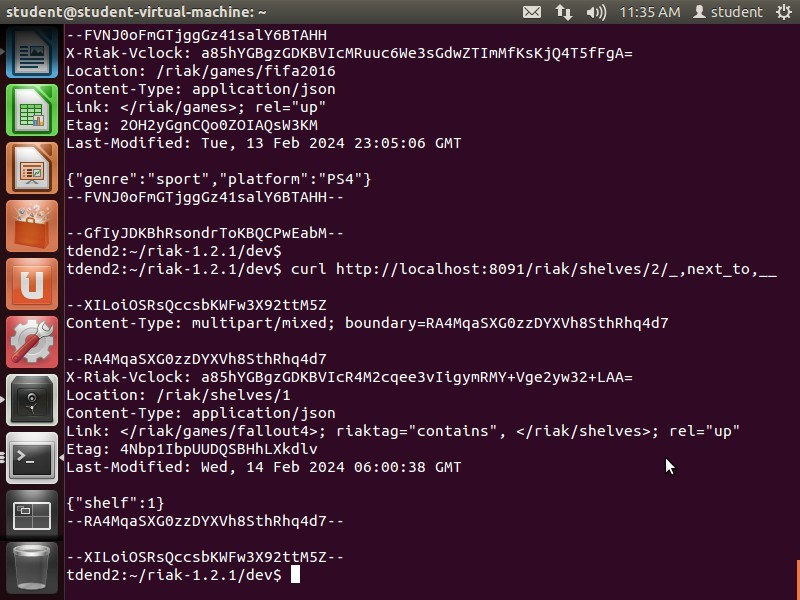 student@student-virtual-machine: ~
11:35 AM student
--FVNJ0oFmGTjggGz41salY6BTAHH
X-Riak-Vclock: a85hYGBgzGDKBVIcMRuuc6We3sGdwZTImMfKsKjQ4T5fFgA=
Location: /riak/games/fifa2016
Content-Type: application/json
Link: </riak/games>; rel="up"
Etag: 2OH2yGgnCQo0ZOIAQsW3KM
Last-Modified: Tue, 13 Feb 2024 23:05:06 GMT
{"genre":"sport","platform":"PS4"}
--FVNJ0oFmGTjggGz41salY6BTAHH--
--GfIyJDKBhRsondrToKBQCPwEabM--
tdend2:~/riak-1.2.1/dev$
tdend2:~/riak-1.2.1/dev$ curl http://localhost:8091/riak/shelves/2/_,next_to,__
--XILoiOSRsQccsbKWFw3X92ttM5Z
Content-Type: multipart/mixed; boundary=RA4MqaSXG0zzDYXVh8SthRhq4d7
--RA4MqaSXG0zzDYXVh8SthRhq4d7
X-Riak-Vclock: a85hYGBgzGDKBVIcR4M2cqee3vIigymRMY+Vge2yw32+LAA=
Location: /riak/shelves/1
Content-Type: application/json
Link: </riak/games/fallout4>; riaktag="contains", </riak/shelves>; rel="up"
Etag: 4Nbp1IbpUUDQSBHhLXkdlv
Last-Modified: Wed, 14 Feb 2024 06:00:38 GMT
{"shelf":1}
--RA4MqaSXG0zzDYXVh8SthRhq4d7--
--XILoiOSRsQccsbKWFw3X92ttM5Z--
tdend2:~/riak-1.2.1/dev$